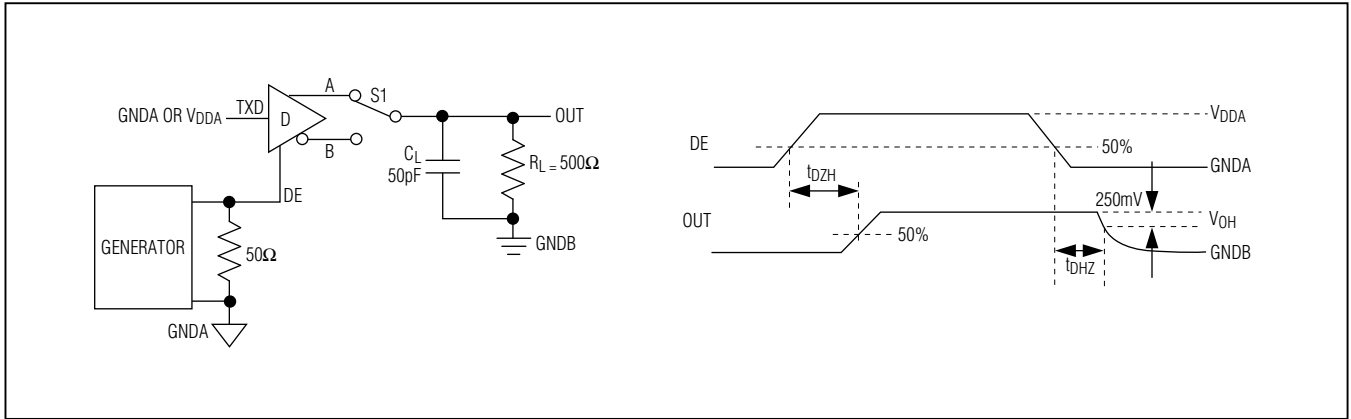 GNDA OR VDDA
TXD
D
A
B
S1
OUT
CL
50pF
RL = 500Ω
GNDB
DE
GENERATOR
50Ω
GNDA
DE
VDDA
50%
GNDA
tDZH
250mV
OUT
50%
VOH
GNDB
tDHZ